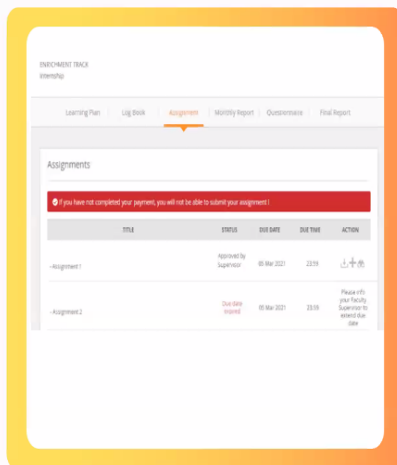 ENRICHMENT TRACK
Internship
Learning Plan Log Book Assignment Monthly Report Questionnaire Final Report
Assignments
If you have not completed your payment, you will not be able to submit your assignment !
TITLE STATUS DUE DATE DUE TIME ACTION
- Assignment 1 Approved by Supervisor 05 Mar 2021 23:59
- Assignment 2 Due date 05 Mar 2021 Please info your Faculty Supervisor to extend due date